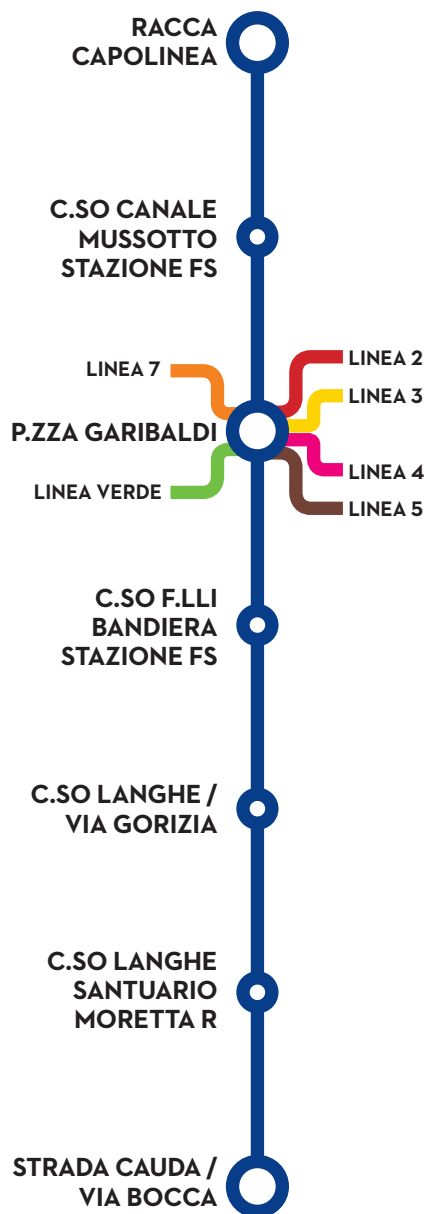 RACCA
CAPOLINEA
C.SO CANALE
MUSSOTTO
STAZIONE FS
LINEA 7
LINEA 2
LINEA 3
P.ZZA GARIBALDI
LINEA VERDE
LINEA 4
LINEA 5
C.SO F.LLI
BANDIERA
STAZIONE FS
C.SO LANGHE /
VIA GORIZIA
C.SO LANGHE
SANTUARIO
MORETTA R
STRADA CAUDA /
VIA BOCCA